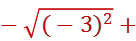 − √(−3)² +